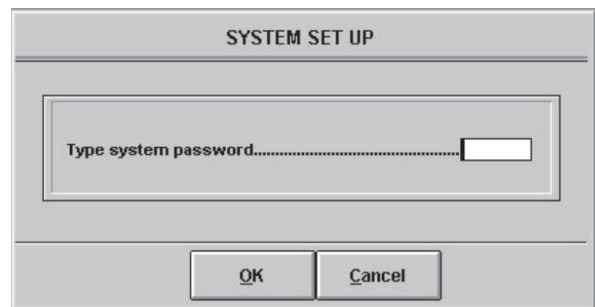 SYSTEM SET UP
Type system password................................................
OK Cancel